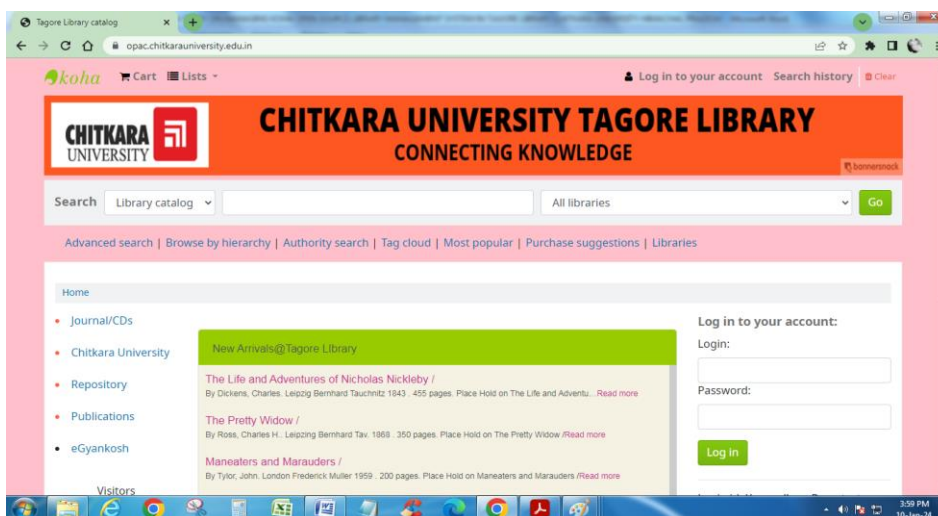 Tagore Library catalog
opac.chitkarauniversity.edu.in
koha Cart Lists Log in to your account Search history Clear
CHITKARA UNIVERSITY
CHITKARA UNIVERSITY TAGORE LIBRARY
CONNECTING KNOWLEDGE
bannersnack
Search Library catalog All libraries Go
Advanced search | Browse by hierarchy | Authority search | Tag cloud | Most popular | Purchase suggestions | Libraries
Home
Journal/CDs
Chitkara University
Repository
Publications
eGyankosh
Visitors
New Arrivals@Tagore LIbrary
The Life and Adventures of Nicholas Nickleby /
By Dickens, Charles. Leipzig Bernhard Tauchnitz 1843 . 455 pages. Place Hold on The Life and Adventu...Read more
The Pretty Widow /
By Ross, Charles H.. Leipzing Bernhard Tav. 1868 . 350 pages. Place Hold on The Pretty Widow /Read more
Maneaters and Marauders /
By Tylor, John. London Frederick Muller 1959 . 200 pages. Place Hold on Maneaters and Marauders /Read more
Log in to your account:
Login:
Password:
Log in
3:59 PM
10-Jan-24